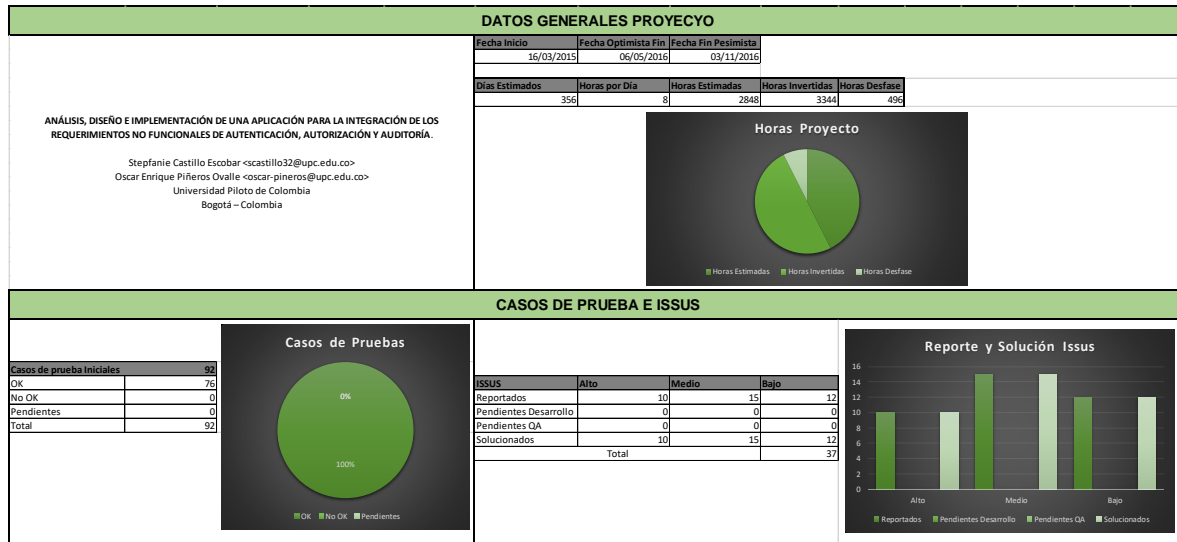 DATOS GENERALES PROYECYO
Fecha Inicio Fecha Optimista Fin Fecha Fin Pesimista
16/03/2015 06/05/2016 03/11/2016
Días Estimados Horas por Día Horas Estimadas Horas Invertidas Horas Desfase
356 8 2848 3344 496
ANÁLISIS, DISEÑO E IMPLEMENTACIÓN DE UNA APLICACIÓN PARA LA INTEGRACIÓN DE LOS
REQUERIMIENTOS NO FUNCIONALES DE AUTENTICACIÓN, AUTORIZACIÓN Y AUDITORÍA.
Stepfanie Castillo Escobar <scastillo32@upc.edu.co>
Oscar Enrique Piñeros Ovalle <oscar-pineros@upc.edu.co>
Universidad Piloto de Colombia
Bogotá – Colombia
Horas Proyecto
Horas Estimadas Horas Invertidas Horas Desfase
CASOS DE PRUEBA E ISSUS
Casos de prueba Iniciales 92
OK 76
No OK 0
Pendientes 0
Total 92
Casos de Pruebas
0%
100%
OK No OK Pendientes
ISSUS Alto Medio Bajo
Reportados 10 15 12
Pendientes Desarrollo 0 0 0
Pendientes QA 0 0 0
Solucionados 10 15 12
Total 37
Reporte y Solución Issus
16
14
12
10
8
6
4
2
0
Alto Medio Bajo
Reportados Pendientes Desarrollo Pendientes QA Solucionados